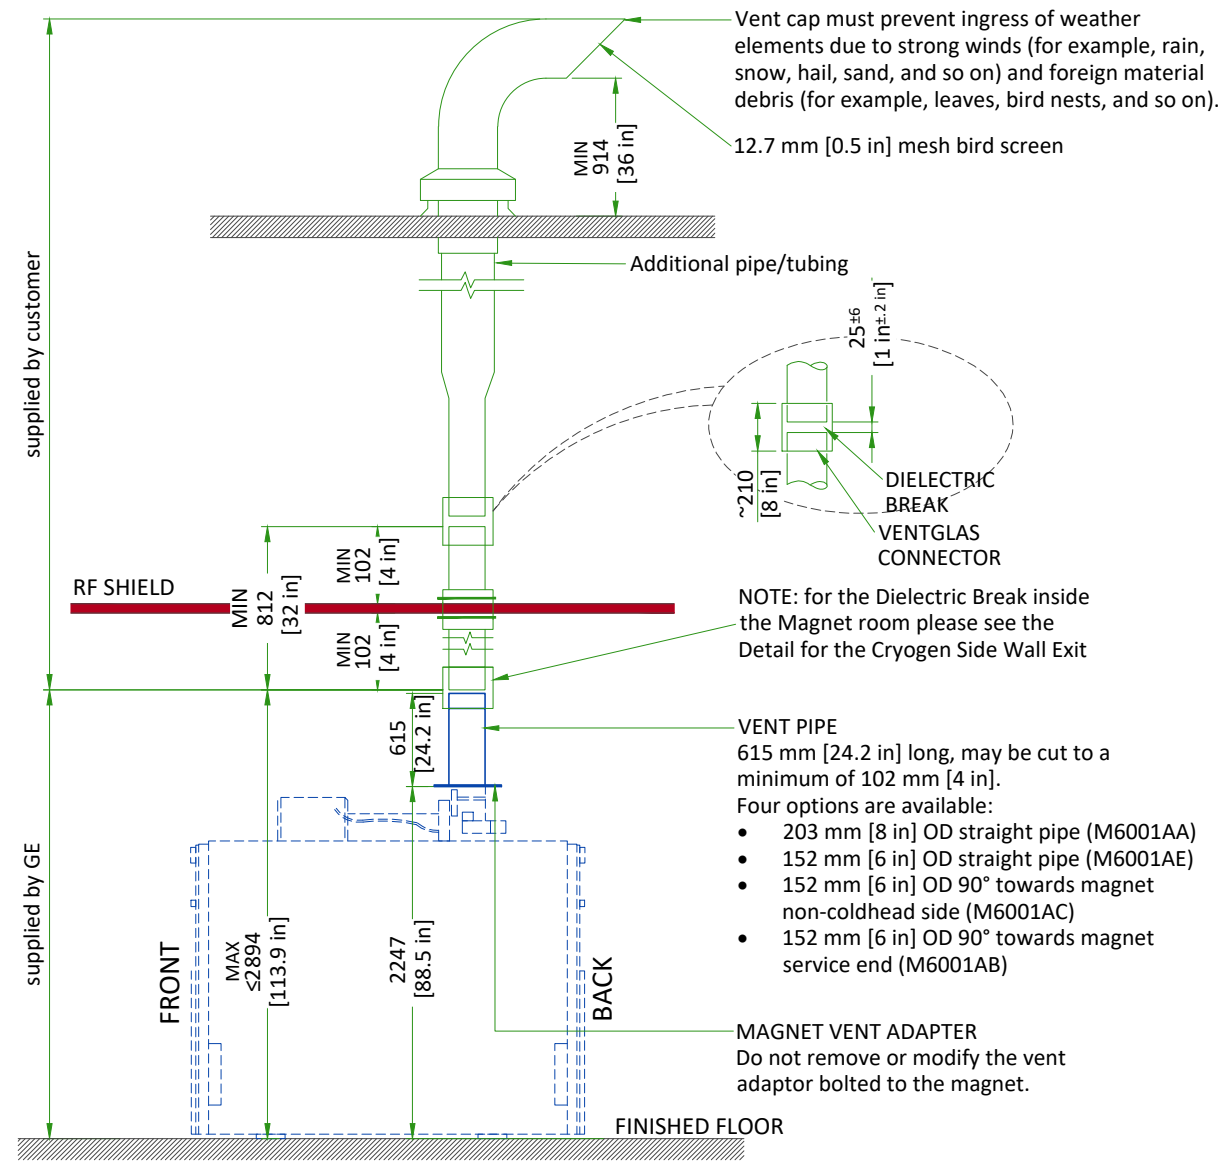 Vent cap must prevent ingress of weather
elements due to strong winds (for example, rain,
snow, hail, sand, and so on) and foreign material
debris (for example, leaves, bird nests, and so on).
12.7 mm [0.5 in] mesh bird screen
MIN
914
[36 in]
supplied by customer
Additional pipe/tubing
25±6
[1 in±.2 in]
~210
[8 in]
DIELECTRIC
BREAK
VENTGLAS
CONNECTOR
RF SHIELD
MIN
812
[32 in]
MIN
102
[4 in]
MIN
102
[4 in]
NOTE: for the Dielectric Break inside
the Magnet room please see the
Detail for the Cryogen Side Wall Exit
615
[24.2 in]
VENT PIPE
615 mm [24.2 in] long, may be cut to a
minimum of 102 mm [4 in].
Four options are available:
• 203 mm [8 in] OD straight pipe (M6001AA)
• 152 mm [6 in] OD straight pipe (M6001AE)
• 152 mm [6 in] OD 90° towards magnet
non-coldhead side (M6001AC)
• 152 mm [6 in] OD 90° towards magnet
service end (M6001AB)
supplied by GE
FRONT
MAX
≤2894
[113.9 in]
2247
[88.5 in]
BACK
MAGNET VENT ADAPTER
Do not remove or modify the vent
adaptor bolted to the magnet.
FINISHED FLOOR